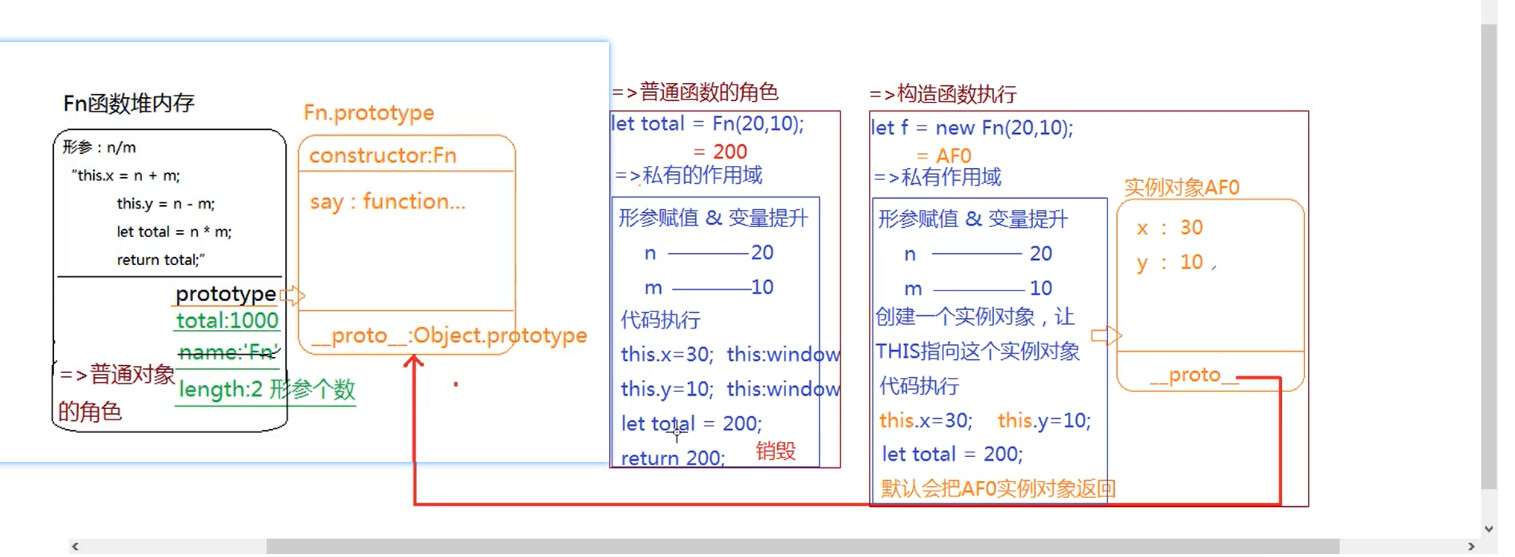 Fn函数堆内存
形参：n/m
“this.x = n + m;
this.y = n - m;
let total = n * m;
return total;”
prototype
total:1000
name:'Fn'
=>普通对象
的角色
length:2 形参个数
Fn.prototype
constructor:Fn
say : function...
__proto__:Object.prototype
=>普通函数的角色
let total = Fn(20,10);
= 200
=>私有的作用域
形参赋值 & 变量提升
n 20
m 10
代码执行
this.x=30; this:window
this.y=10; this:window
let total = 200;
return 200;
销毁
=>构造函数执行
let f = new Fn(20,10);
= AF0
=>私有作用域
形参赋值 & 变量提升
n 20
m 10
创建一个实例对象，让
THIS指向这个实例对象
代码执行
this.x=30; this.y=10;
let total = 200;
默认会把AF0实例对象返回
实例对象AF0
x : 30
y : 10
__proto__